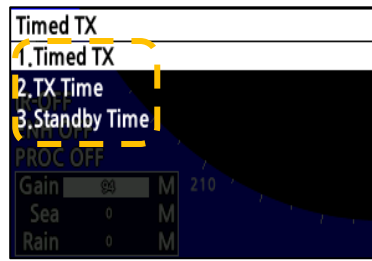 Timed TX
1.Timed TX
2.TX Time
IR-OFF
3.Standby Time
ENH OFF
PROC OFF
Gain 94 M 210
Sea 0 M
Rain 0 M